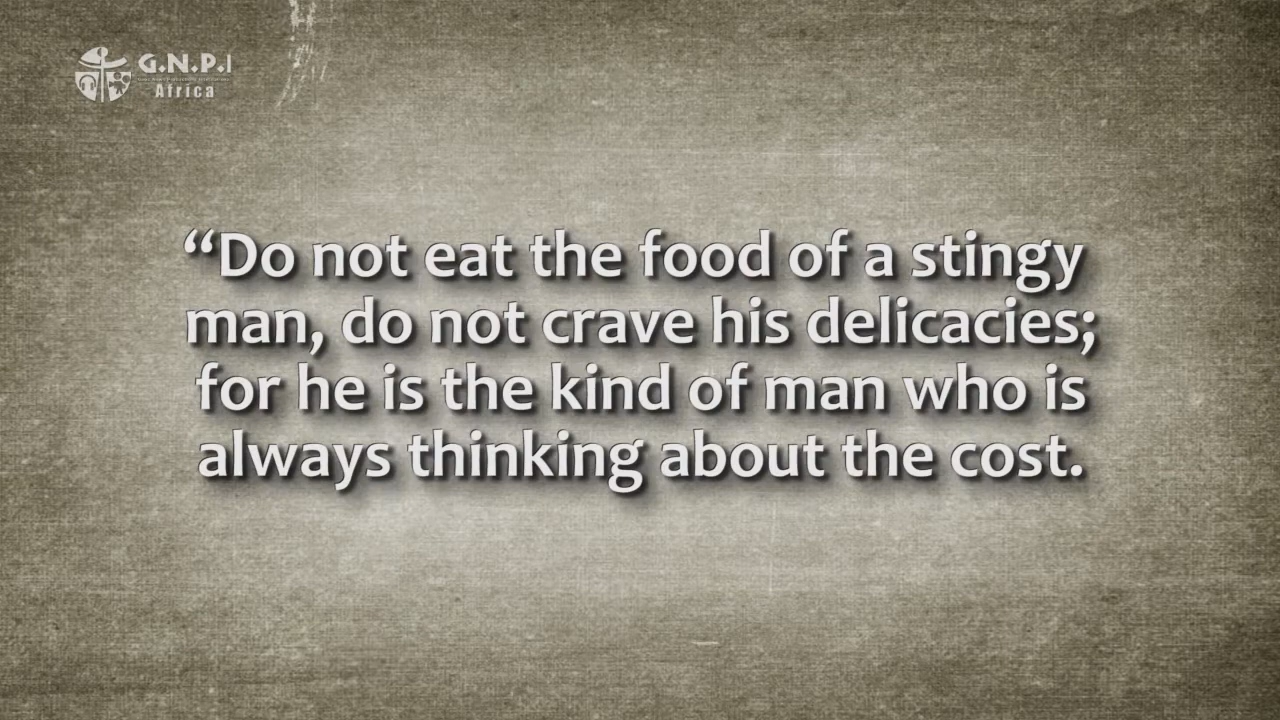 G.N.P.I
Africa
“Do not eat the food of a stingy
man, do not crave his delicacies;
for he is the kind of man who is
always thinking about the cost.